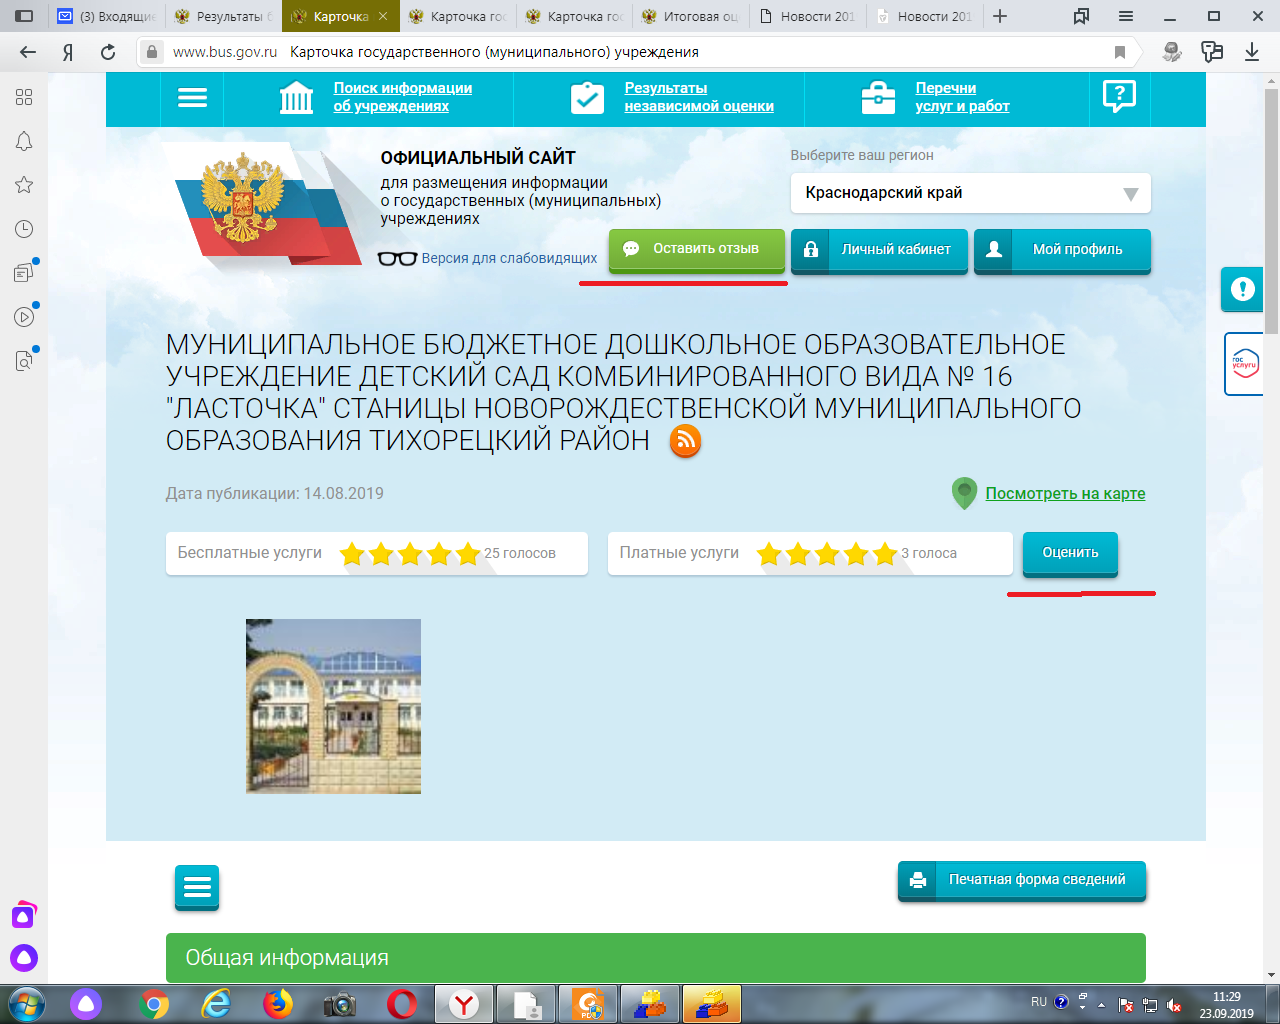 (3) Входящие
Результаты б
Карточка
Карточка гос
Карточка гос
Итоговая оц
Новости 201
Новости 201
www.bus.gov.ru Карточка государственного (муниципального) учреждения
Поиск информации
об учреждениях
Результаты
независимой оценки
Перечни
услуг и работ
ОФИЦИАЛЬНЫЙ САЙТ
для размещения информации
о государственных (муниципальных)
учреждениях
Выберите ваш регион
Краснодарский край
Версия для слабовидящих
Оставить отзыв
Личный кабинет
Мой профиль
гос
услуги
МУНИЦИПАЛЬНОЕ БЮДЖЕТНОЕ ДОШКОЛЬНОЕ ОБРАЗОВАТЕЛЬНОЕ
УЧРЕЖДЕНИЕ ДЕТСКИЙ САД КОМБИНИРОВАННОГО ВИДА № 16
"ЛАСТОЧКА" СТАНИЦЫ НОВОРОЖДЕСТВЕНСКОЙ МУНИЦИПАЛЬНОГО
ОБРАЗОВАНИЯ ТИХОРЕЦКИЙ РАЙОН
Дата публикации: 14.08.2019
Посмотреть на карте
Бесплатные услуги 25 голосов
Платные услуги 3 голоса
Оценить
Печатная форма сведений
Общая информация
PDF
RU
11:29
23.09.2019